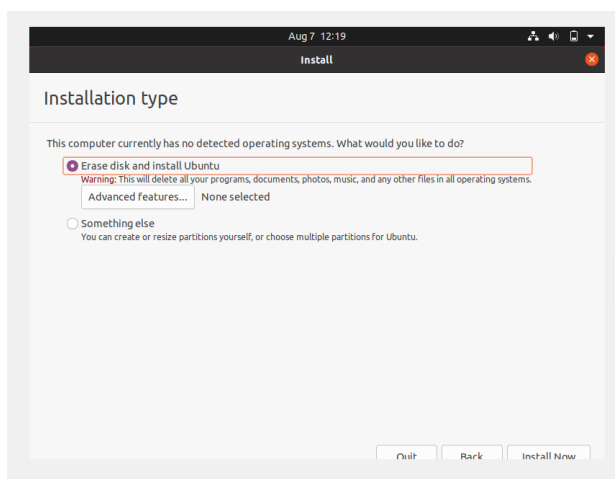 Aug 7 12:19
Install
Installation type
This computer currently has no detected operating systems. What would you like to do?
Erase disk and install Ubuntu
Warning: This will delete all your programs, documents, photos, music, and any other files in all operating systems.
Advanced features... None selected
Something else
You can create or resize partitions yourself, or choose multiple partitions for Ubuntu.
Quit Back Install Now